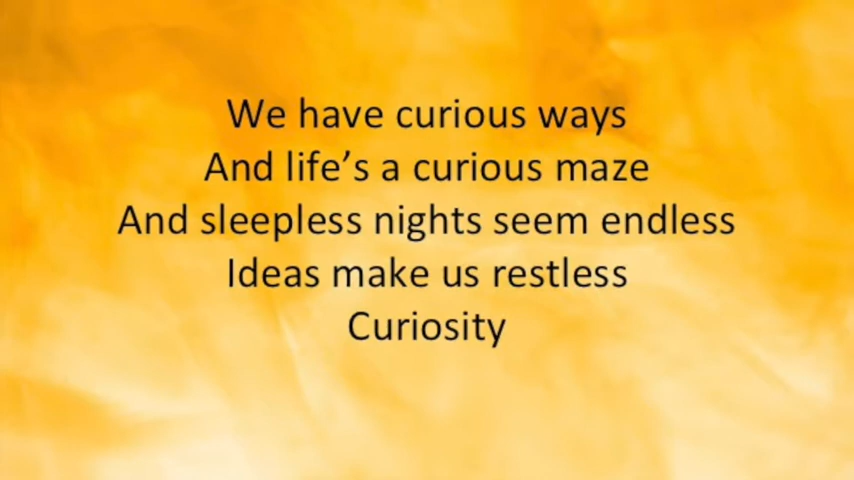 We have curious ways
And life’s a curious maze
And sleepless nights seem endless
Ideas make us restless
Curiosity